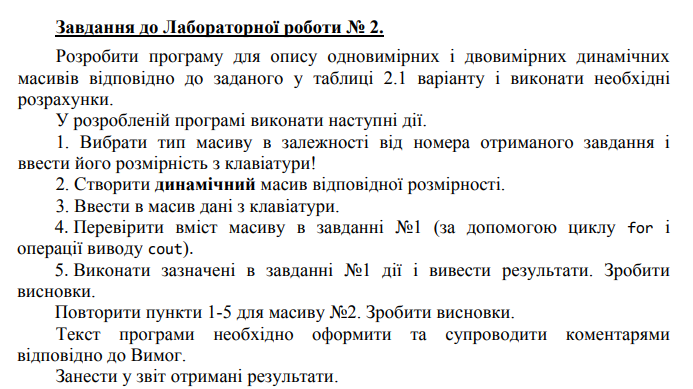 Завдання до Лабораторної роботи № 2.
Розробити програму для опису одновимірних і двовимірних динамічних
масивів відповідно до заданого у таблиці 2.1 варіанту і виконати необхідні
розрахунки.
У розробленій програмі виконати наступні дії.
1. Вибрати тип масиву в залежності від номера отриманого завдання і
ввести його розмірність з клавіатури!
2. Створити динамічний масив відповідної розмірності.
3. Ввести в масив дані з клавіатури.
4. Перевірити вміст масиву в завданні №1 (за допомогою циклу for і
операції виводу cout).
5. Виконати зазначені в завданні №1 дії і вивести результати. Зробити
висновки.
Повторити пункти 1-5 для масиву №2. Зробити висновки.
Текст програми необхідно оформити та супроводити коментарями
відповідно до Вимог.
Занести у звіт отримані результати.